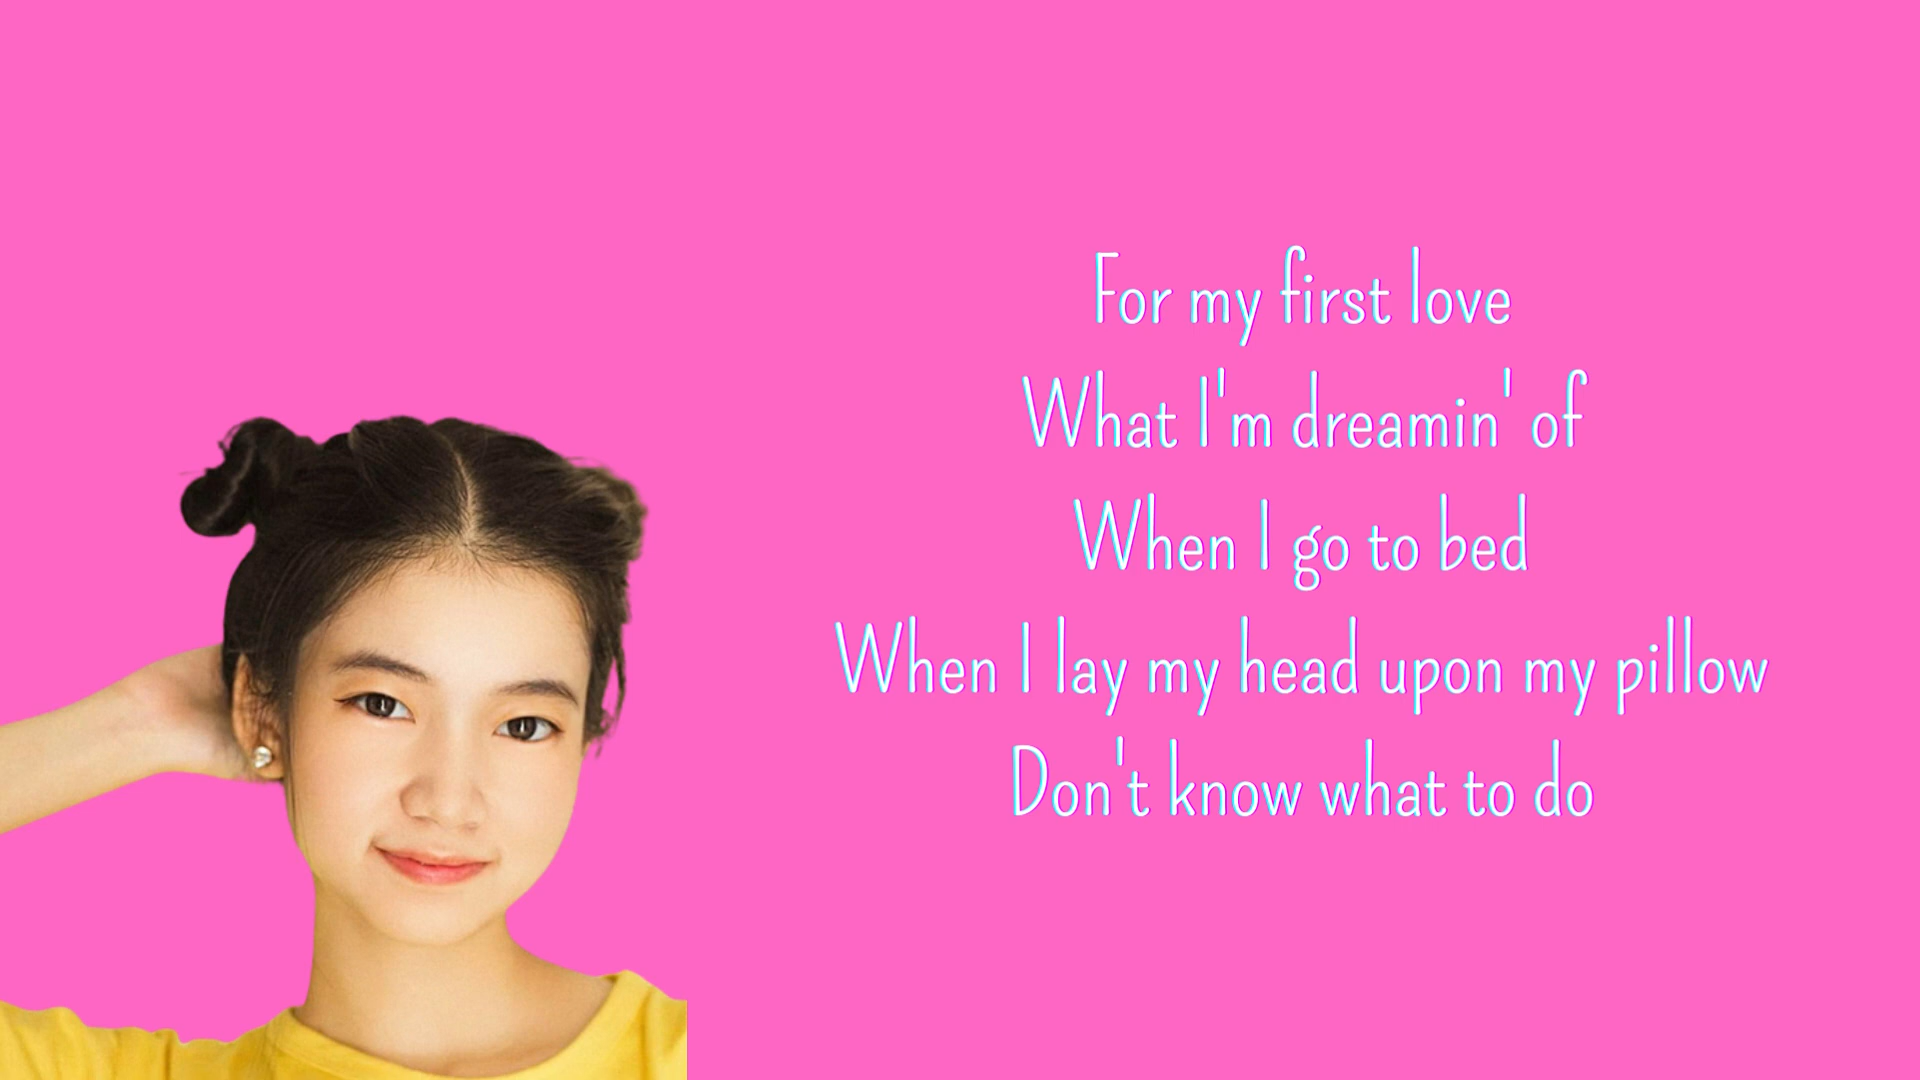 For my first love
What I'm dreamin' of
When I go to bed
When I lay my head upon my pillow
Don't know what to do